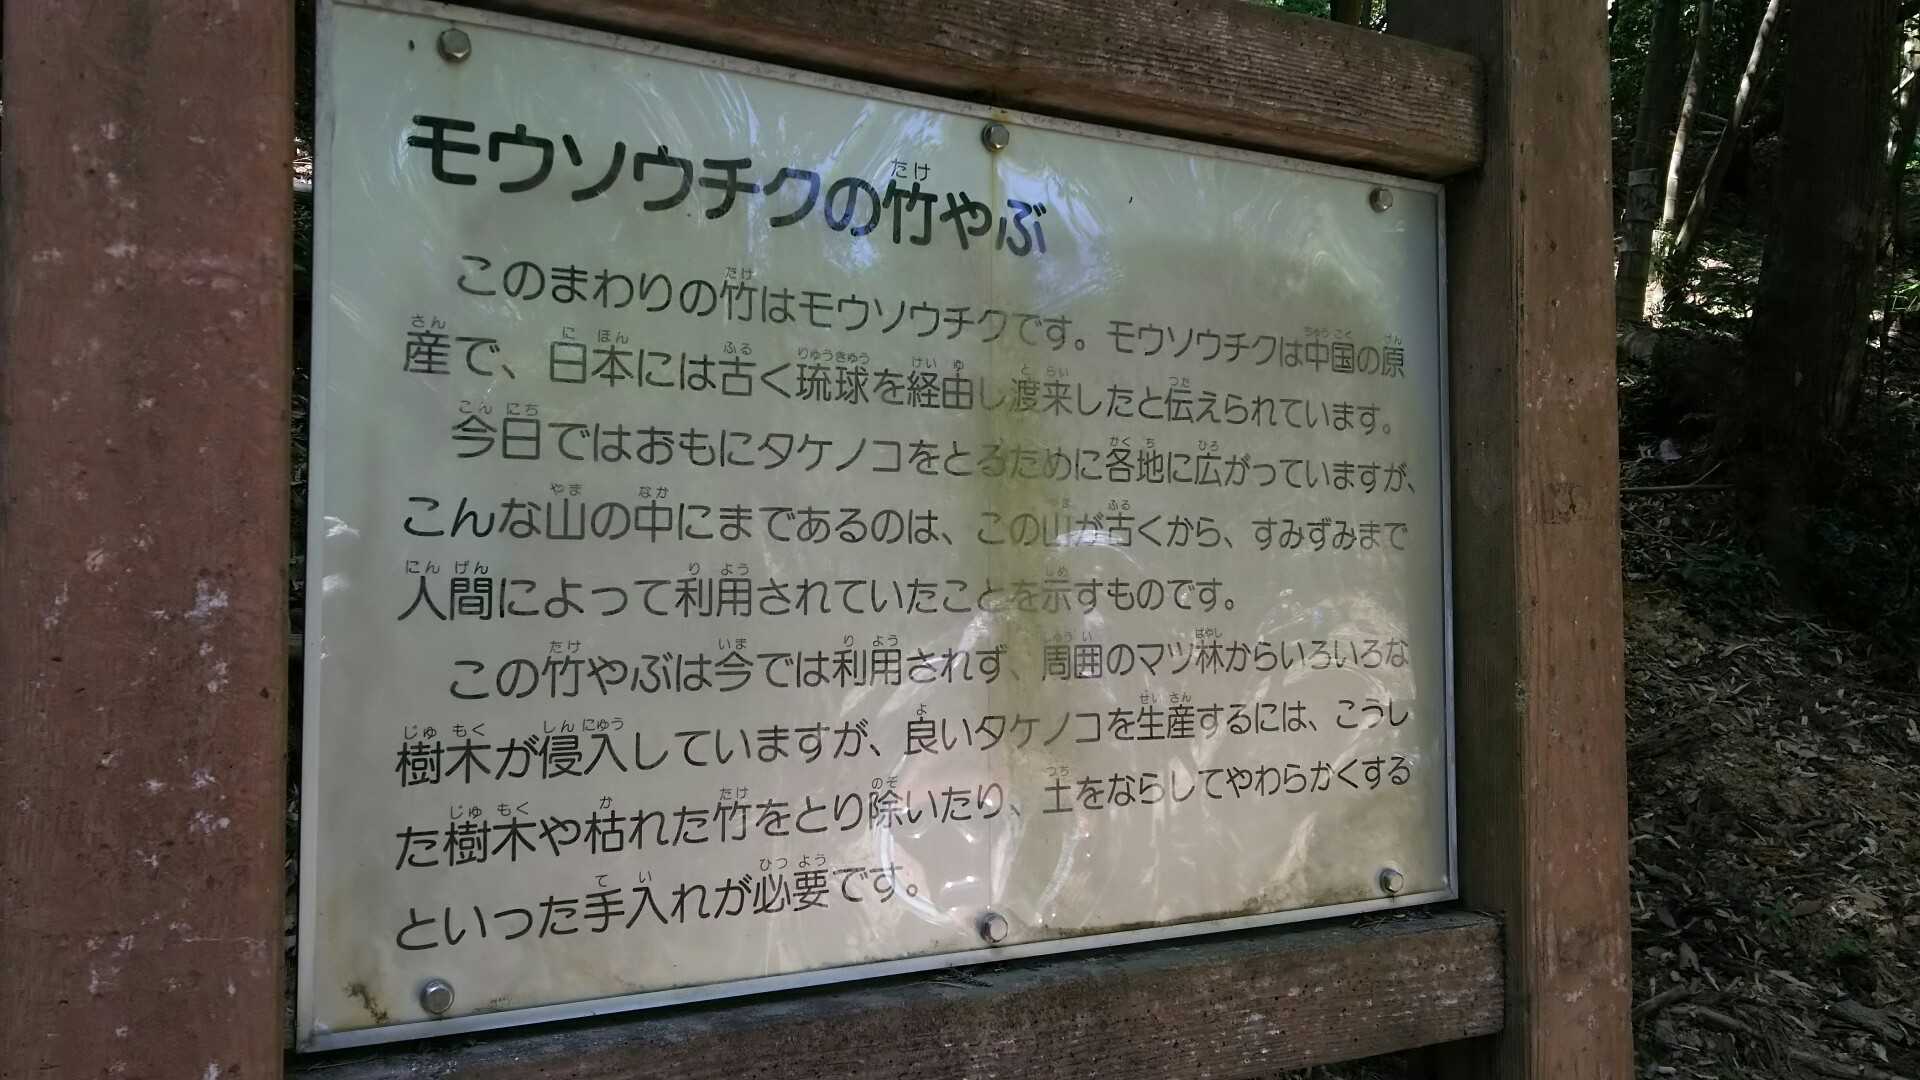 モウソウチクの竹やぶ
このまわりの竹はモウソウチクです。モウソウチクは中国の原
産で、日本には古く琉球を経由し渡来したと伝えられています。
今日ではおもにタケノコをとるために各地に広がっていますが、
こんな山の中にまであるのは、この山が古くから、すみずみまで
人間によって利用されていたことを示すものです。
この竹やぶは今では利用されず、周囲のマツ林からいろいろな
樹木が侵入していますが、良いタケノコを生産するには、こうし
た樹木や枯れた竹をとり除いたり、土をならしてやわらかくする
といった手入れが必要です。